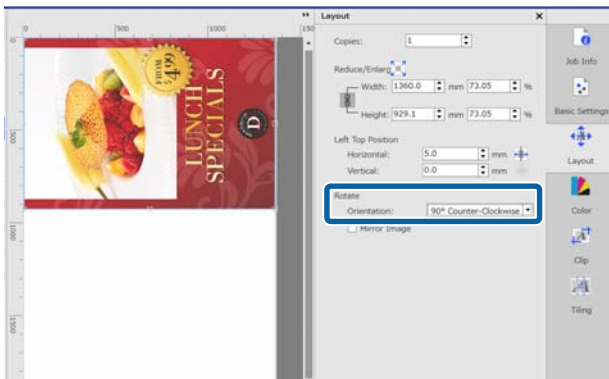 Layout
X
0
500
1000
150
Copies:
1
Job Info
Reduce/Enlarg
Width:
1360.0
mm
73.05
%
Height:
929.1
mm
73.05
%
Basic Settings
Left Top Position
Horizontal:
5.0
mm
Vertical:
0.0
mm
Layout
Rotate
Orientation:
90° Counter-Clockwise
Mirror Image
Color
Clip
Tiling
0
500
1000
1500
LUNCH
SPECIALS
FROM
D